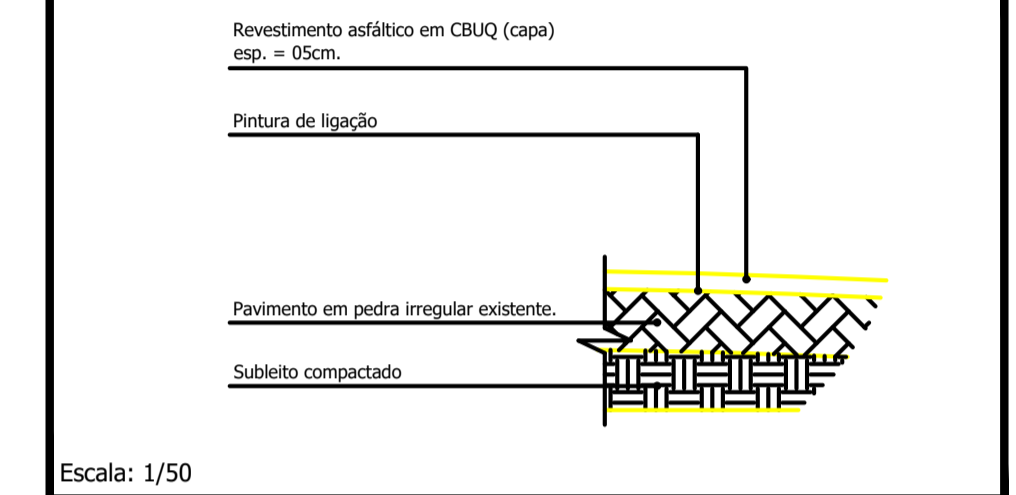 Revestimento asfáltico em CBUQ (capa)
esp. = 05cm.
Pintura de ligação
Pavimento em pedra irregular existente.
Subleito compactado
Escala: 1/50